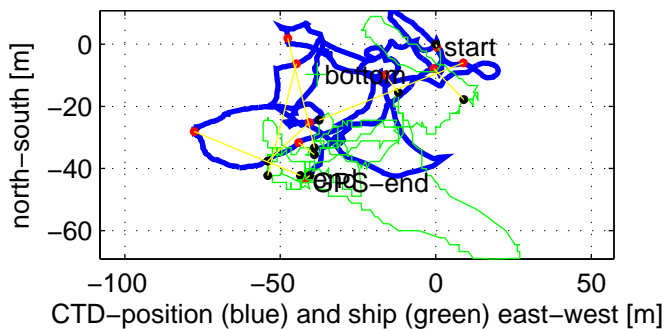 0
−20
−40
−60
north−south [m]
start
bottom
end
GPS−end
−100
−50
0
50
CTD−position (blue) and ship (green) east−west [m]